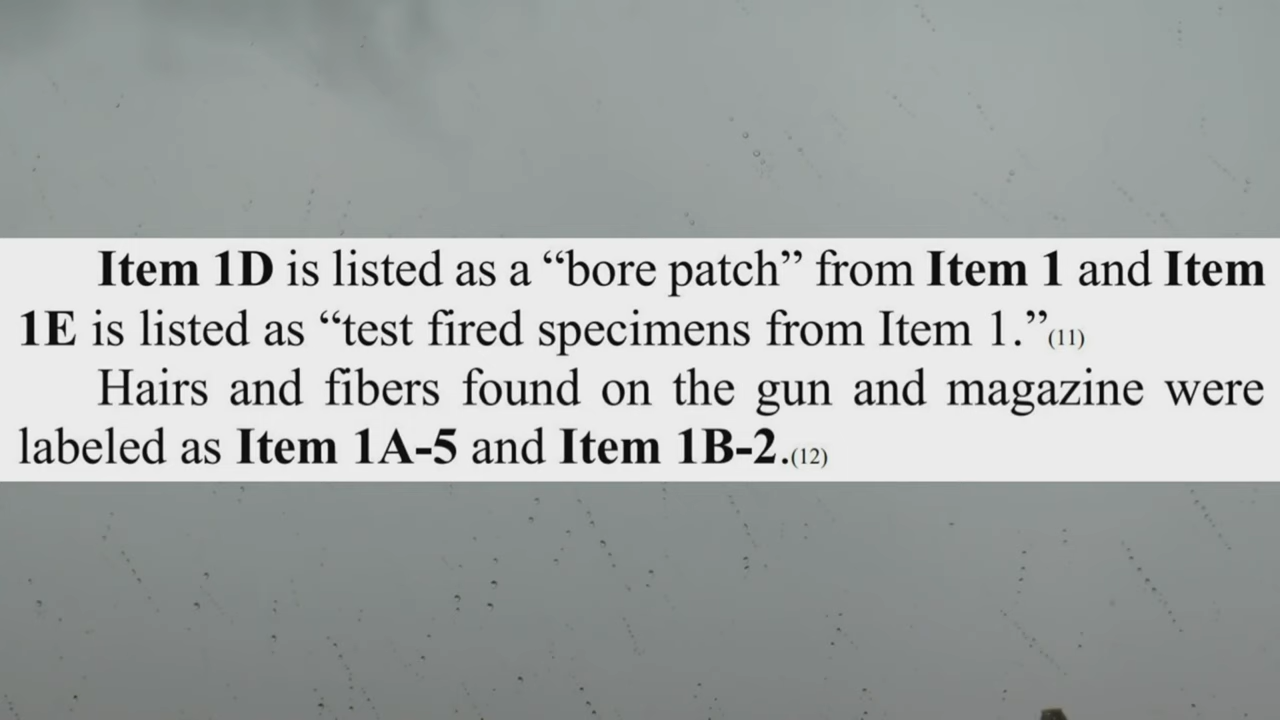 Item 1D is listed as a “bore patch” from Item 1 and Item
1E is listed as “test fired specimens from Item 1.”(11)
Hairs and fibers found on the gun and magazine were
labeled as Item 1A-5 and Item 1B-2.(12)